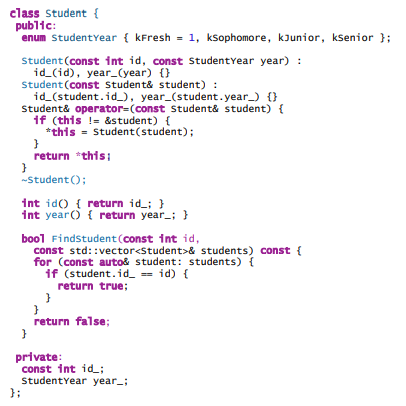 class Student {
 public:
  enum StudentYear { kFresh = 1, kSophomore, kJunior, kSenior };

  Student(const int id, const StudentYear year) :
    id_(id), year_(year) {}
  Student(const Student& student) :
    id_(student.id_), year_(student.year_) {}
  Student& operator=(const Student& student) {
    if (this != &student) {
      *this = Student(student);
    }
    return *this;
  }
  ~Student();

  int id() { return id_; }
  int year() { return year_; }

  bool FindStudent(const int id,
    const std::vector<Student>& students) const {
    for (const auto& student: students) {
      if (student.id_ == id) {
        return true;
      }
    }
    return false;
  }

 private:
  const int id_;
  StudentYear year_;
};